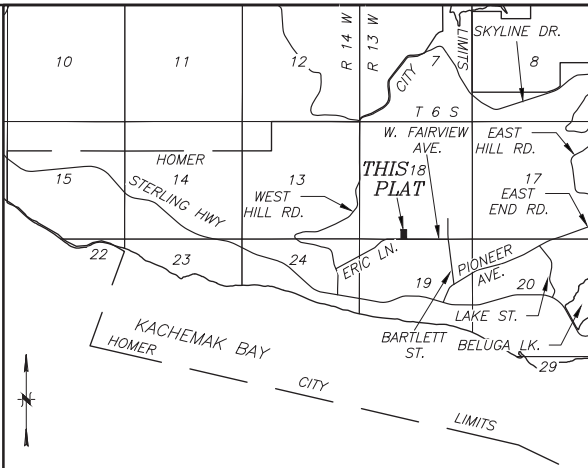 SKYLINE DR.
10
11
12
R 14 W
R 13 W
CITY
LIMITS
7
8
T 6 S
W. FAIRVIEW
AVE.
EAST
HILL RD.
HOMER
15
14
13
THIS
PLAT
18
17
STERLING HWY
WEST
HILL RD.
EAST
END RD.
22
23
24
ERIC LN.
19
PIONEER
AVE.
20
LAKE ST.
BARTLETT
ST.
BELUGA LK.
29
KACHEMAK BAY
HOMER
CITY
LIMITS
N